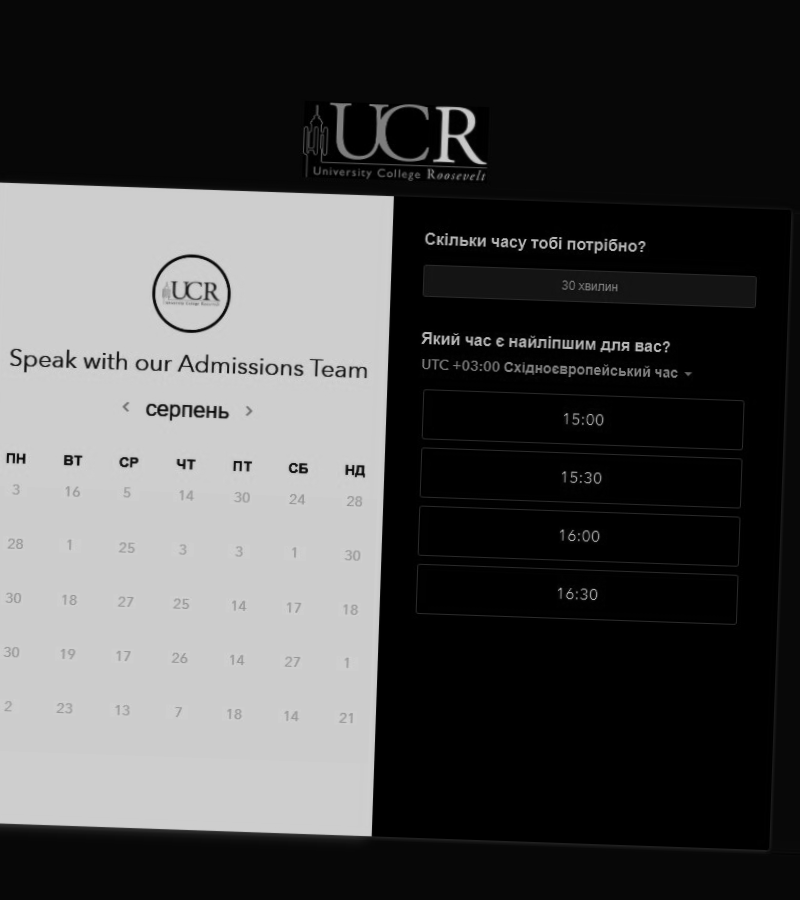 UCR
University College Roosevelt
UCR
Speak with our Admissions Team
серпень
ПН ВТ СР ЧТ ПТ СБ НД
3 16 5 14 30 24 28
28 1 25 3 3 1 30
30 18 27 25 14 17 18
30 19 17 26 14 27 1
2 23 13 7 18 14 21
Скільки часу тобі потрібно?
30 хвилин
Який час є найліпшим для вас?
UTC +03:00 Східноєвропейський час
15:00
15:30
16:00
16:30